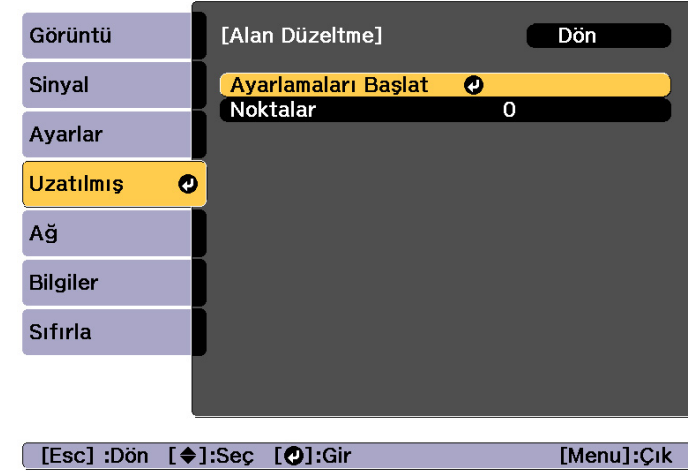 Görüntü
Sinyal
Ayarlar
Uzatılmış
Ağ
Bilgiler
Sıfırla
[Alan Düzeltme] Dön
Ayarlamaları Başlat
Noktalar 0
[Esc] :Dön [◆]:Seç [↵]:Gir [Menu]:Çık